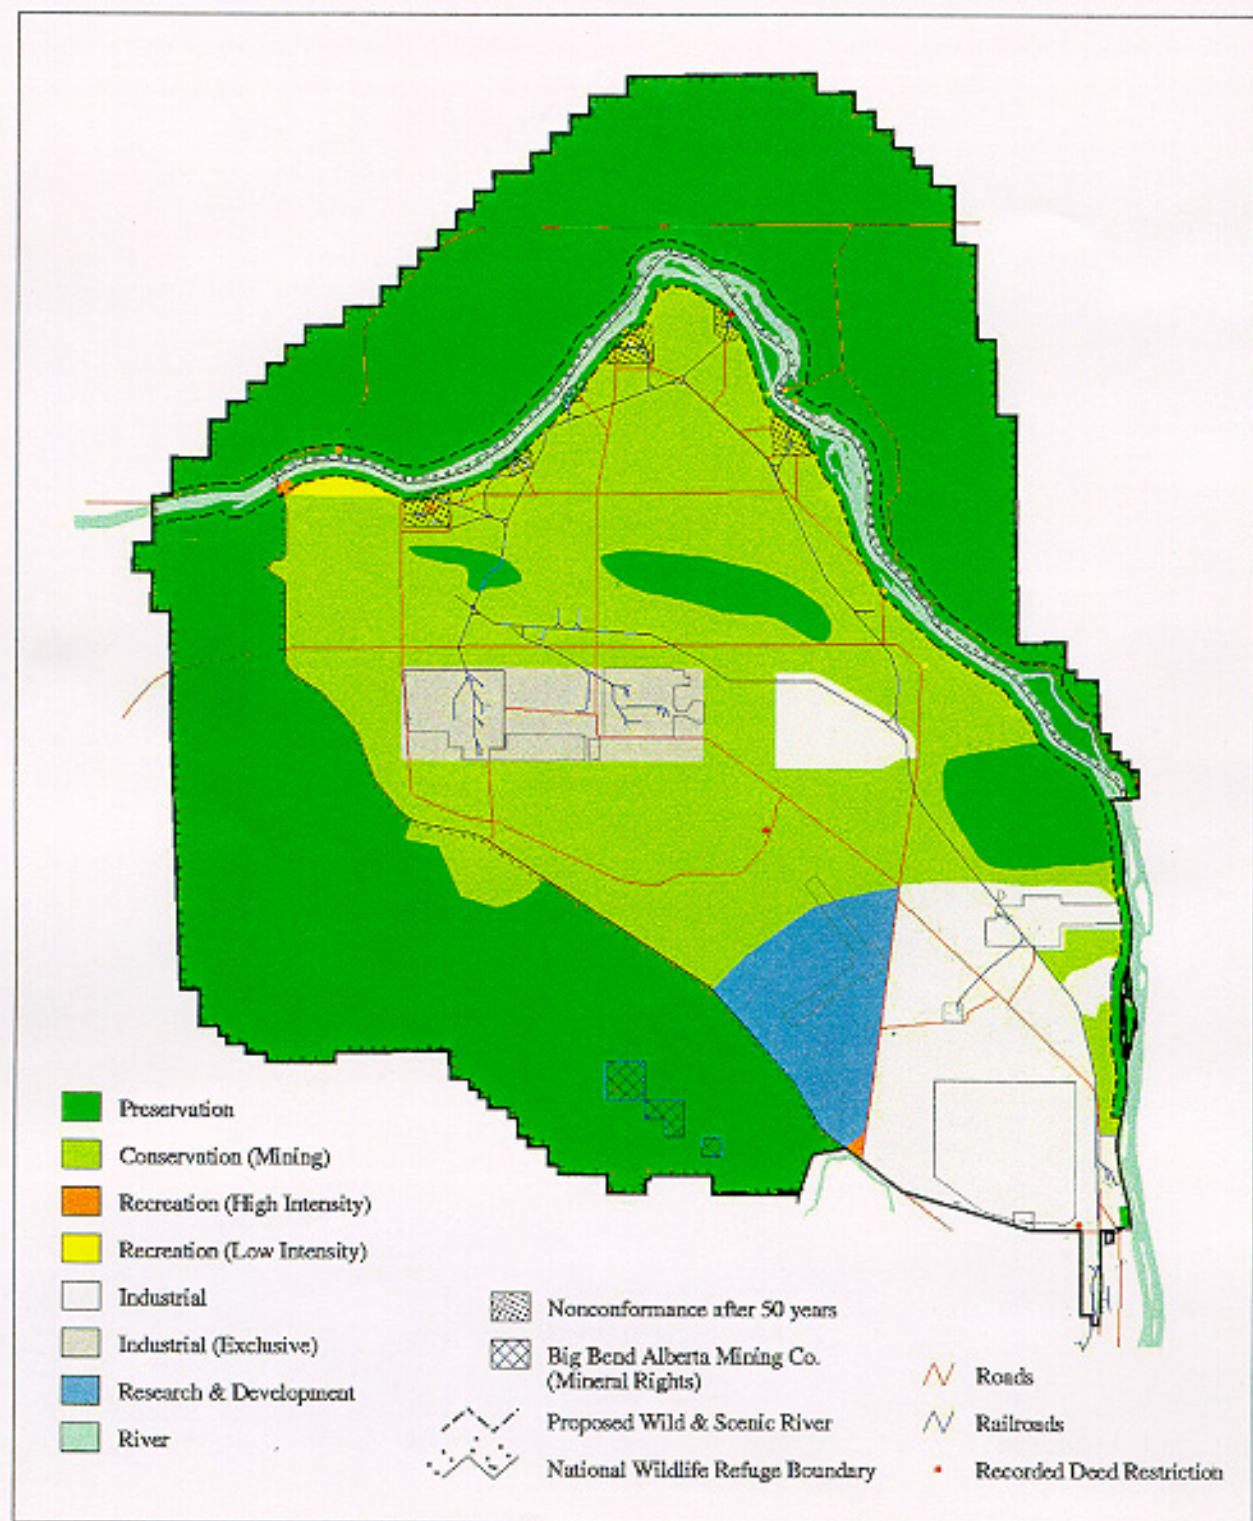 Preservation
Conservation (Mining)
Recreation (High Intensity)
Recreation (Low Intensity)
Industrial
Industrial (Exclusive)
Research & Development
River
Nonconformance after 50 years
Big Bend Alberta Mining Co.
(Mineral Rights)
Proposed Wild & Scenic River
National Wildlife Refuge Boundary
Roads
Railroads
Recorded Deed Restriction